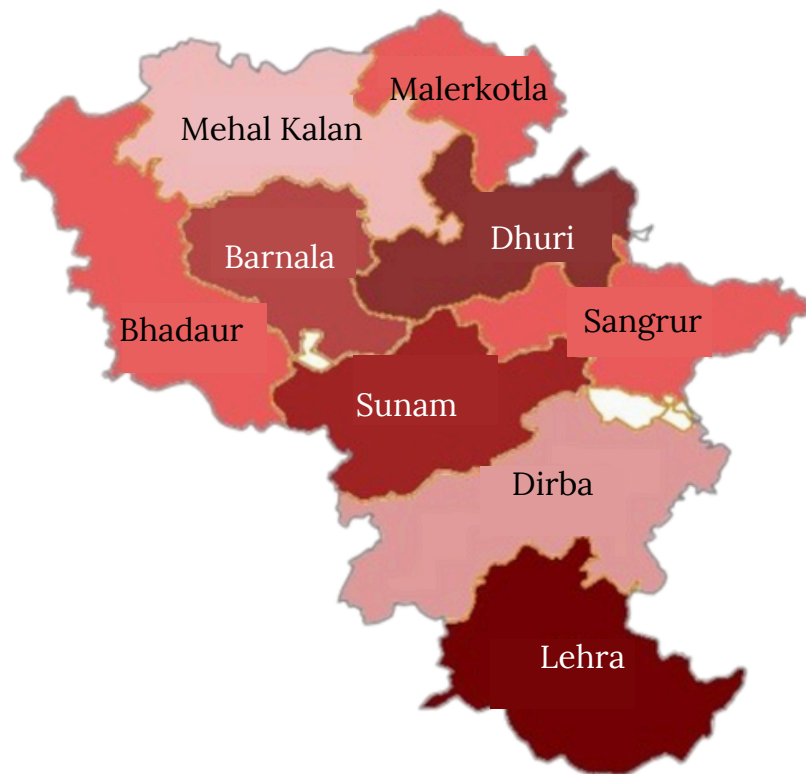 Malerkotla
Mehal Kalan
Dhuri
Barnala
Sangrur
Bhadaur
Sunam
Dirba
Lehra